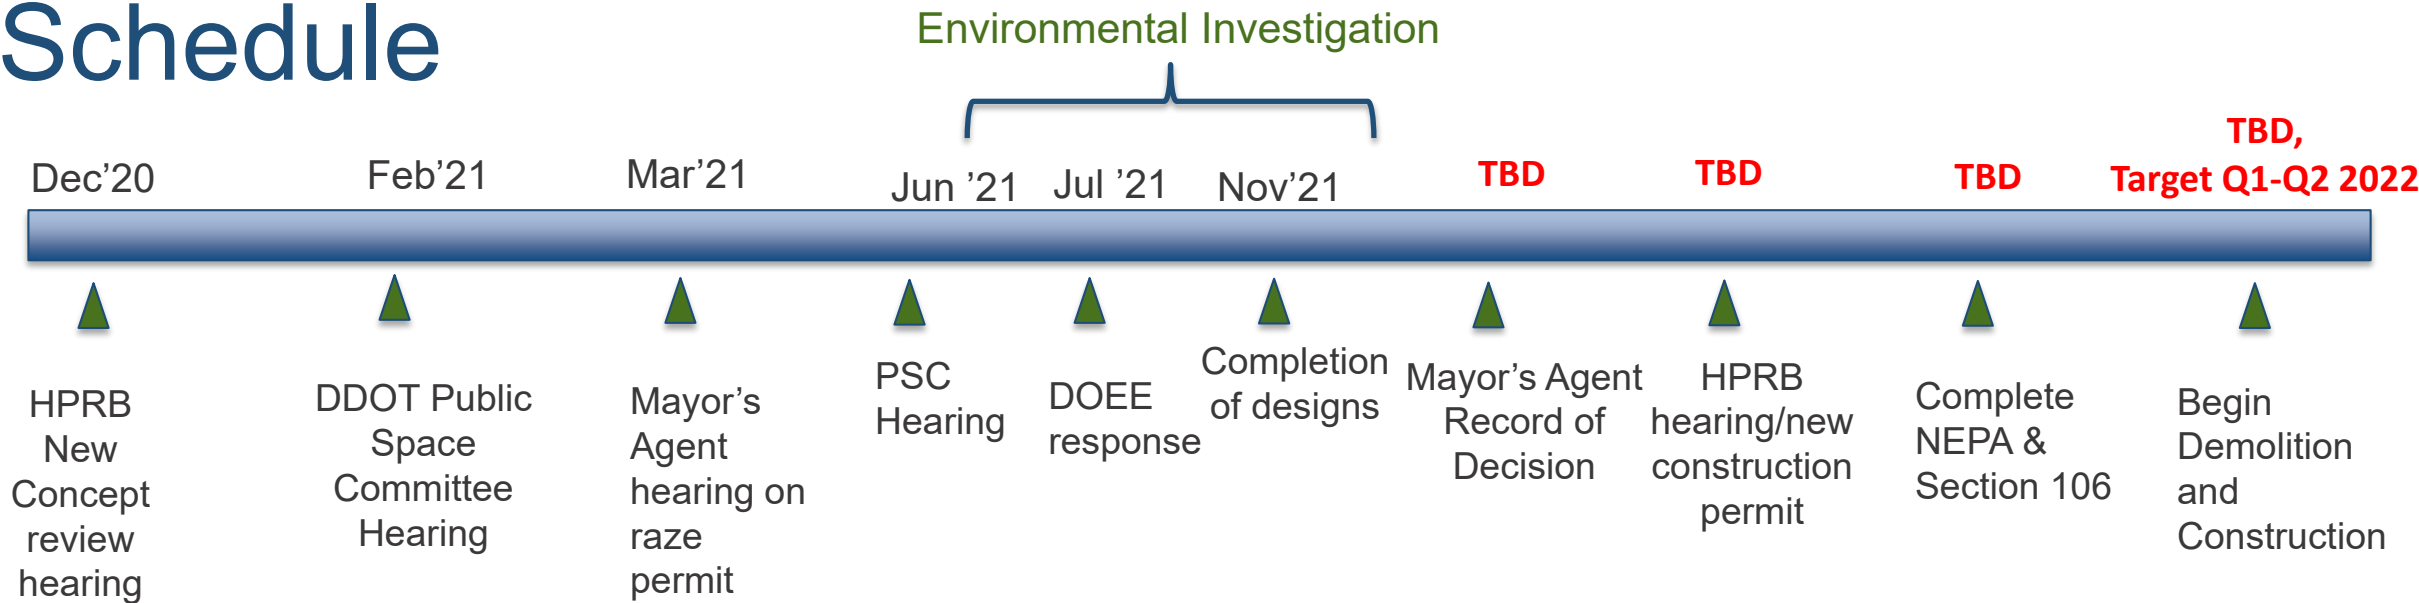 Schedule
Environmental Investigation
Dec’20
Feb’21
Mar’21
Jun ’21
Jul ’21
Nov’21
TBD
TBD
TBD
TBD,
Target Q1-Q2 2022
HPRB
New
Concept
review
hearing
DDOT Public
Space
Committee
Hearing
Mayor’s
Agent
hearing on
raze
permit
PSC
Hearing
DOEE
response
Completion
of designs
Mayor’s Agent
Record of
Decision
HPRB
hearing/new
construction
permit
Complete
NEPA &
Section 106
Begin
Demolition
and
Construction